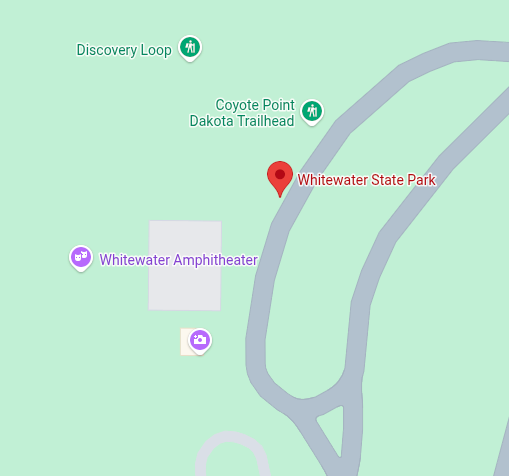 Discovery Loop
Coyote Point
Dakota Trailhead
Whitewater State Park
Whitewater Amphitheater